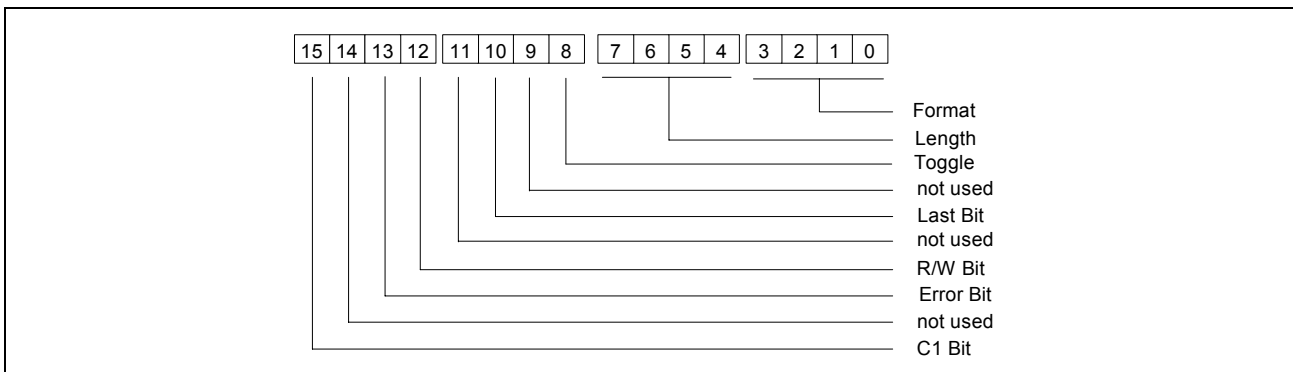 15 14 13 12 11 10 9 8 7 6 5 4 3 2 1 0
Format
Length
Toggle
not used
Last Bit
not used
R/W Bit
Error Bit
not used
C1 Bit